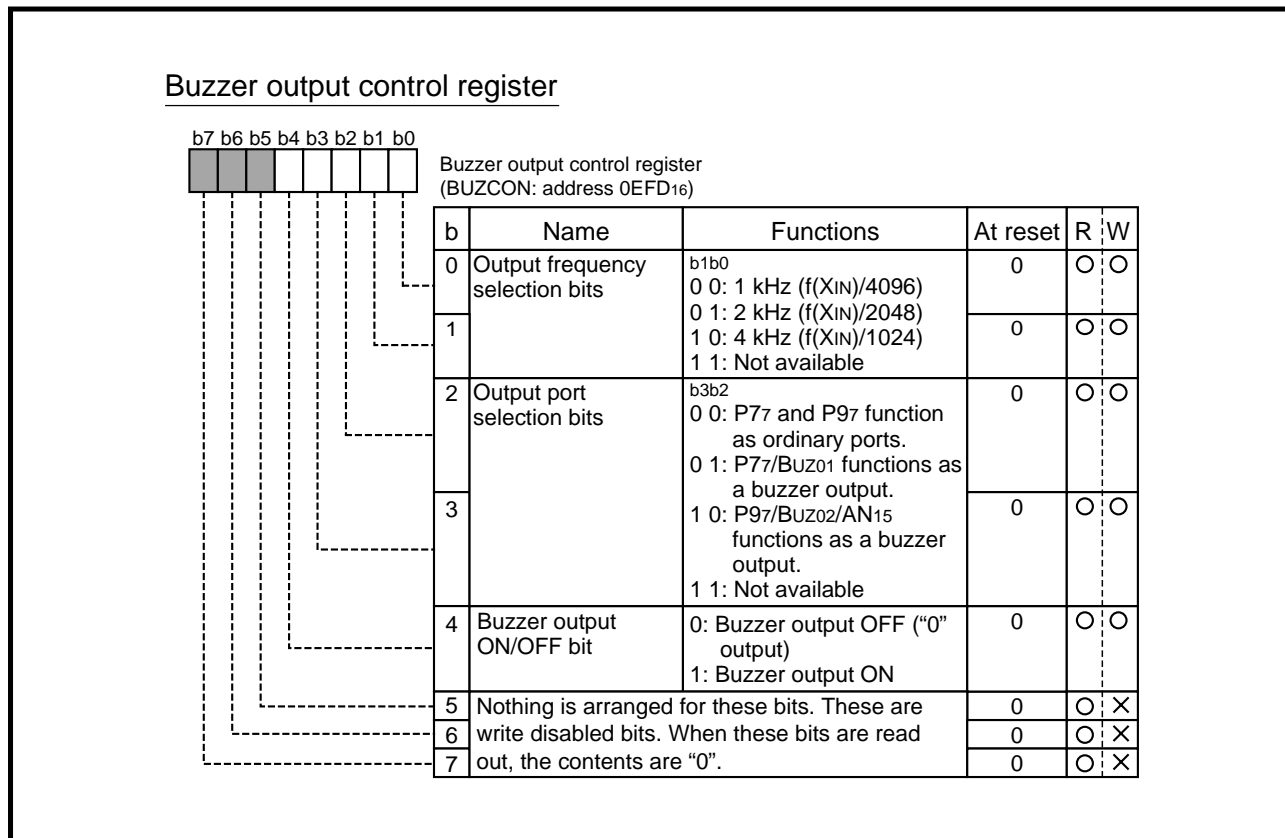 Buzzer output control register
b7 b6 b5 b4 b3 b2 b1 b0
Buzzer output control register
(BUZCON: address 0EFD16)
b Name Functions At reset R W
0 Output frequency selection bits
b1b0
0 0: 1 kHz (f(XIN)/4096)
0 1: 2 kHz (f(XIN)/2048)
1 0: 4 kHz (f(XIN)/1024)
1 1: Not available
0 O O
1
0 O O
2 Output port selection bits
b3b2
0 0: P77 and P97 function
as ordinary ports.
0 1: P77/BUZ01 functions as
a buzzer output.
1 0: P97/BUZ02/AN15
functions as a buzzer
output.
1 1: Not available
0 O O
3
0 O O
4 Buzzer output
ON/OFF bit
0: Buzzer output OFF (“0”
output)
1: Buzzer output ON
0 O O
5 Nothing is arranged for these bits. These are 0 O ×
6 write disabled bits. When these bits are read 0 O ×
7 out, the contents are “0”. 0 O ×